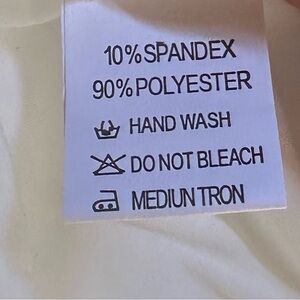 10%SPANDEX
90%POLYESTER
HAND WASH
DO NOT BLEACH
MEDIUN TRON